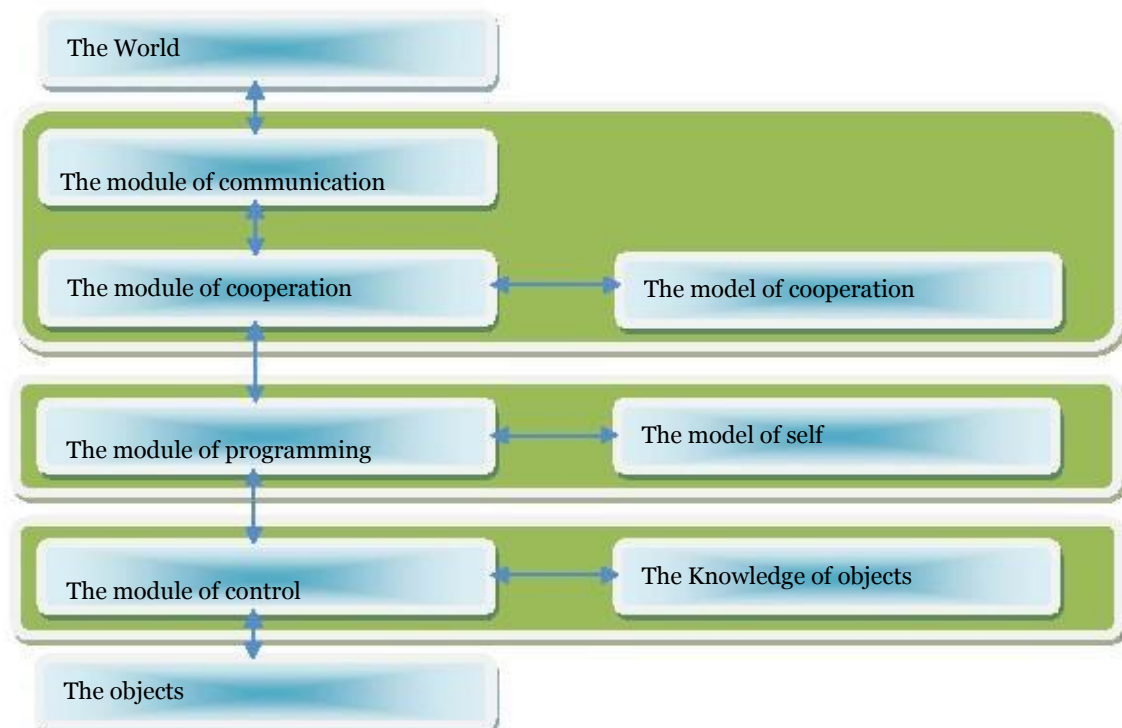 The World
The module of communication
The module of cooperation
The model of cooperation
The module of programming
The model of self
The module of control
The Knowledge of objects
The objects